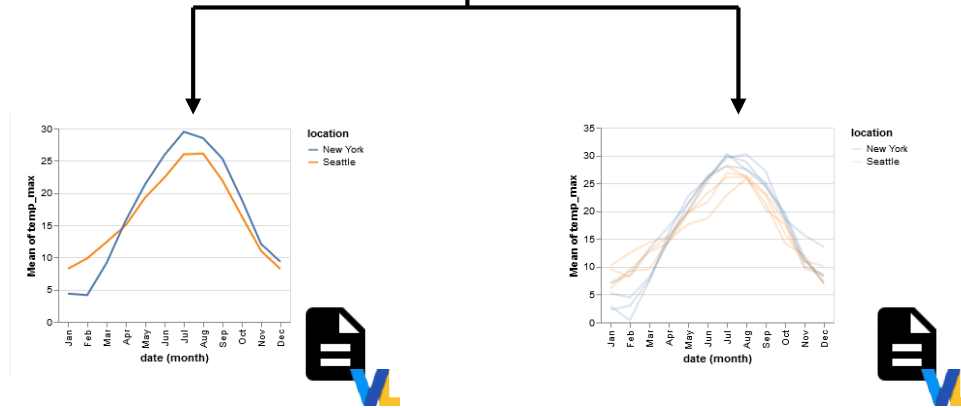 30
25
20
15
10
5
0
Mean of temp_max
Jan
Feb
Mar
Apr
May
Jun
Jul
Aug
Sep
Oct
Nov
Dec
date (month)
location
New York
Seattle
35
30
25
20
15
10
5
0
Mean of temp_max
Jan
Feb
Mar
Apr
May
Jun
Jul
Aug
Sep
Oct
Nov
Dec
date (month)
location
New York
Seattle
VL
VL